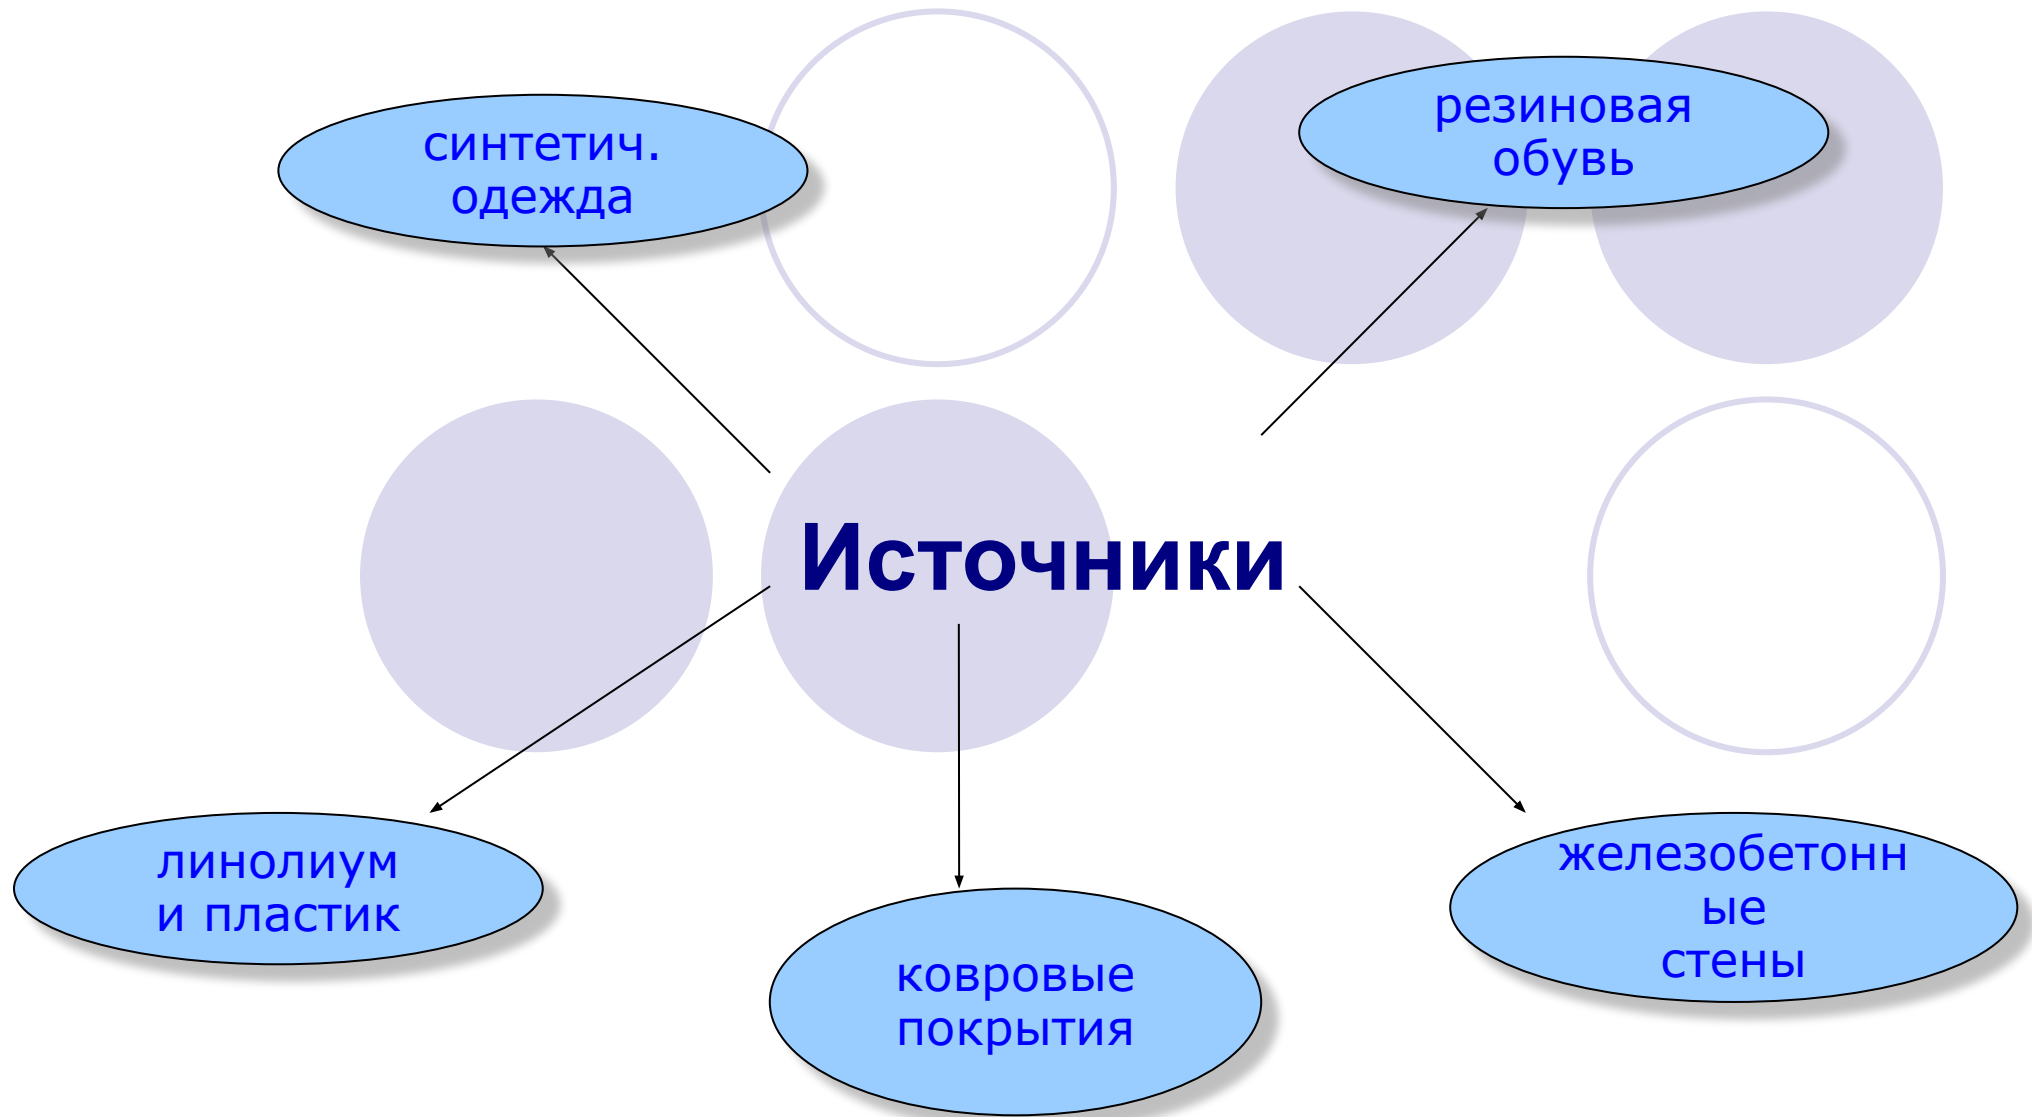 синтетич.
одежда
резиновая
обувь
Источники
линолиум
и пластик
ковровые
покрытия
железобетонн
ые
стены